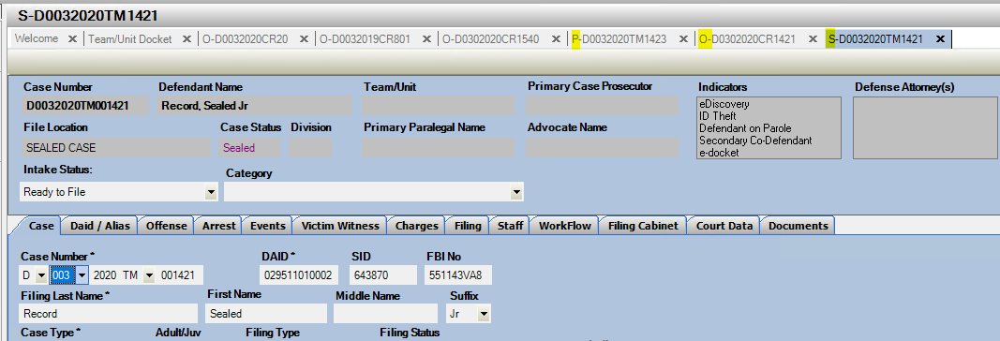 S-D0032020TM1421
Welcome Team/Unit Docket O-D0032020CR20 O-D0032019CR801 O-D0302020CR1540 P-D0032020TM1423 O-D0302020CR1421 S-D0032020TM1421
Case Number Defendant Name Team/Unit Primary Case Prosecutor Indicators Defense Attorney(s)
D0032020TM001421 Record, Sealed Jr
eDiscovery
ID Theft
Defendant on Parole
Secondary Co-Defendant
e-docket
File Location Case Status Division Primary Paralegal Name Advocate Name
SEALED CASE Sealed
Intake Status: Category
Ready to File
Case Daid / Alias Offense Arrest Events Victim Witness Charges Filing Staff WorkFlow Filing Cabinet Court Data Documents
Case Number * DAID * SID FBI No
D 003 2020 TM 001421 029511010002 643870 551143VA8
Filing Last Name * First Name Middle Name Suffix
Record Sealed Jr
Case Type * Adult/Juv Filing Type Filing Status